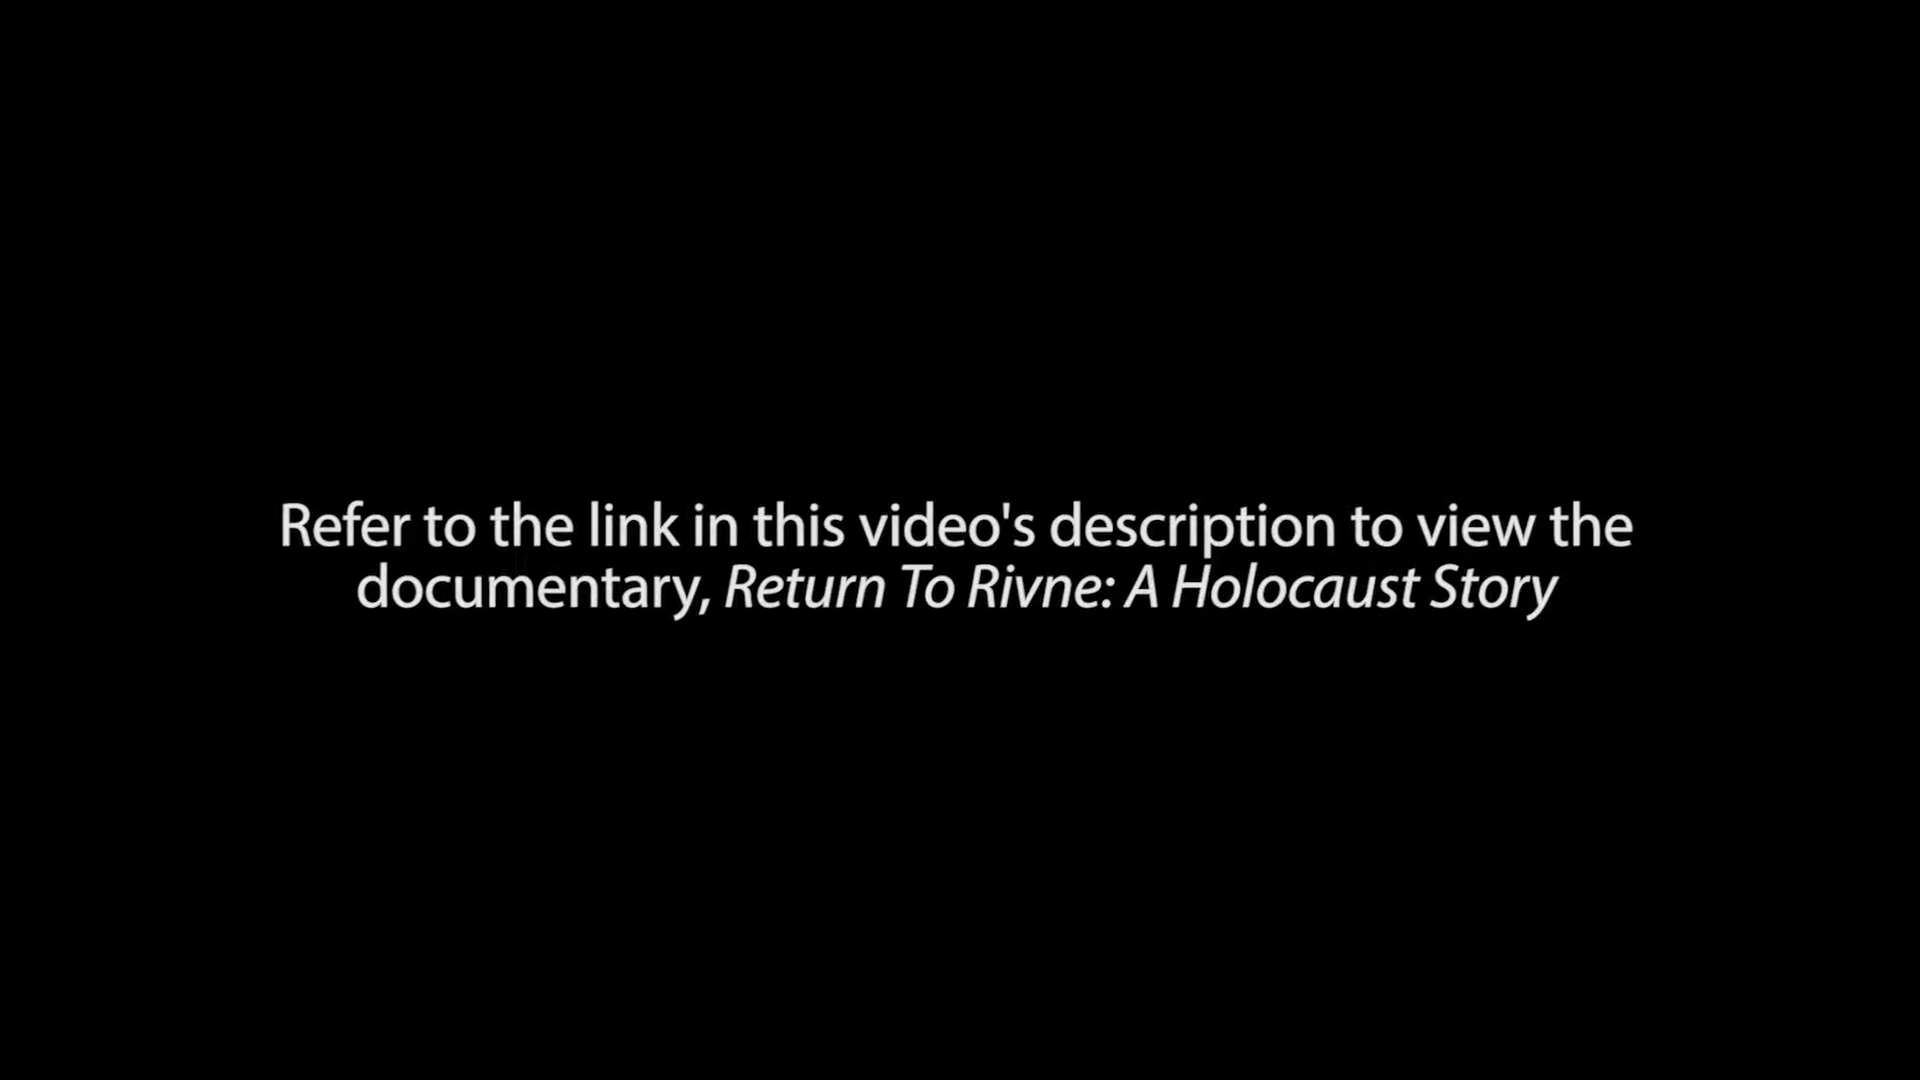 Refer to the link in this video's description to view the
documentary, Return To Rivne: A Holocaust Story